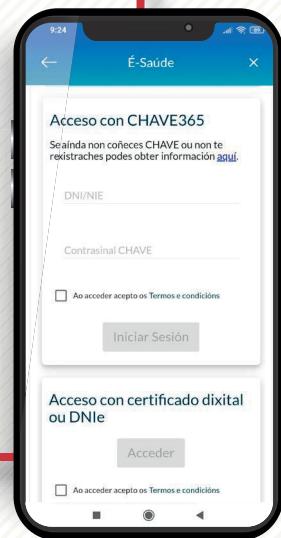 9:24
É-Saúde
Acceso con CHAVE365
Se aínda non coñeces CHAVE ou non te
rexistraches podes obter información aquí.
DNI/NIE
Contrasinal CHAVE
Ao acceder acepto os Termos e condicións
Iniciar Sesión
Acceso con certificado dixital
ou DNIe
Acceder
Ao acceder acepto os Termos e condicións